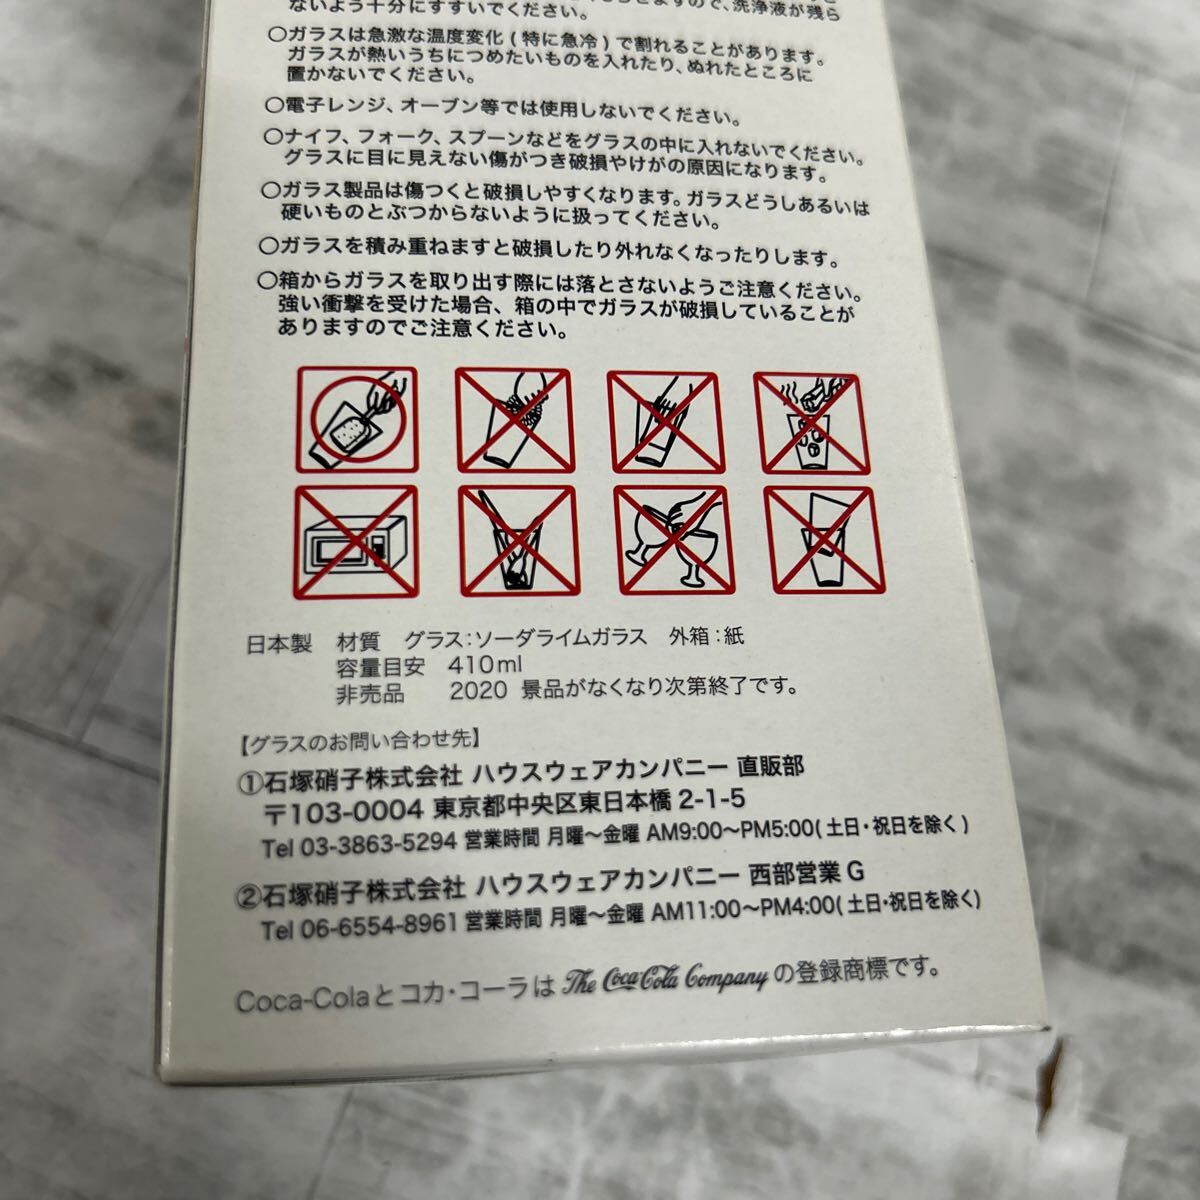 ないよう十分にすすいでください。
○ガラスは急激な温度変化(特に急冷)で割れることがあります。
ガラスが熱いうちにつめたいものを入れたり、ぬれたところに
置かないでください。
○電子レンジ、オーブン等では使用しないでください。
○ナイフ、フォーク、スプーンなどをグラスの中に入れないでください。
グラスに目に見えない傷がつき破損やけがの原因になります。
○ガラス製品は傷つくと破損しやすくなります。ガラスどうしあるいは
硬いものとぶつからないように扱ってください。
○ガラスを積み重ねますと破損したり外れなくなったりします。
○箱からガラスを取り出す際には落とさないようご注意ください。
強い衝撃を受けた場合、箱の中でガラスが破損していることが
ありますのでご注意ください。
日本製 材質 グラス:ソーダライムガラス 外箱:紙
容量目安 410ml
非売品 2020 景品がなくなり次第終了です。
【グラスのお問い合わせ先】
①石塚硝子株式会社 ハウスウェアカンパニー 直販部
〒103-0004 東京都中央区東日本橋 2-1-5
Tel 03-3863-5294 営業時間 月曜〜金曜 AM9:00〜PM5:00(土日・祝日を除く)
②石塚硝子株式会社 ハウスウェアカンパニー 西部営業 G
Tel 06-6554-8961 営業時間 月曜〜金曜 AM11:00〜PM4:00(土日・祝日を除く)
Coca-Colaとコカ・コーラは The Coca-Cola Company の登録商標です。